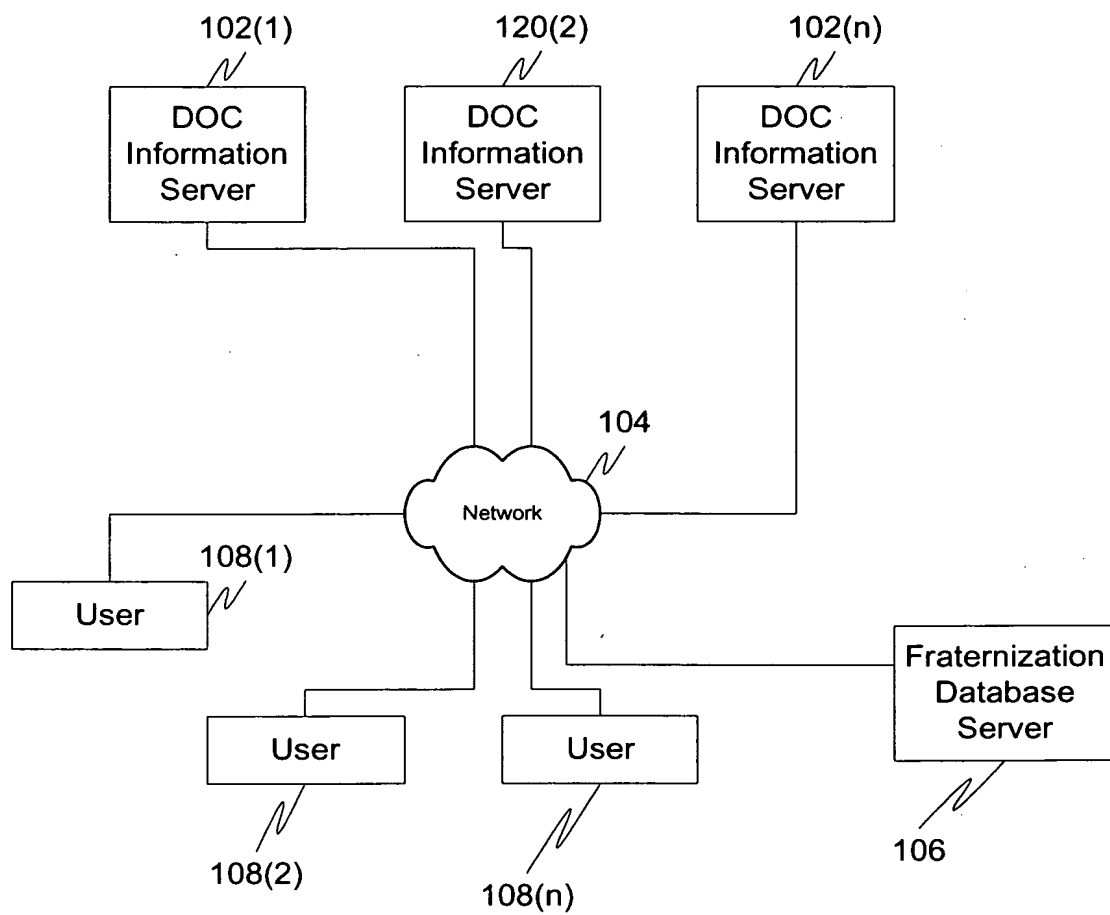 102(1)
120(2)
102(n)
DOC
Information
Server
DOC
Information
Server
DOC
Information
Server
104
Network
108(1)
User
Fraternization
Database
Server
User
User
106
108(2)
108(n)